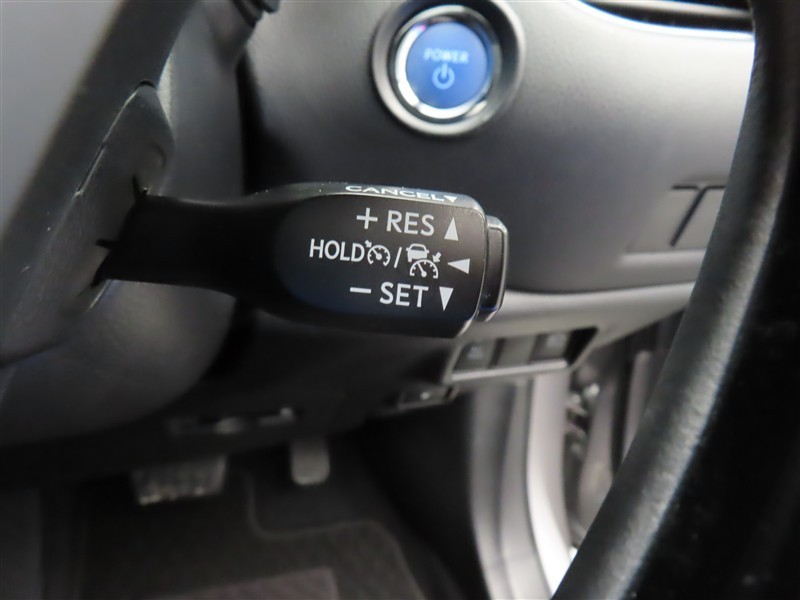 POWER
CANCEL▼
+ RES ▲
HOLD / ◀
− SET ▼